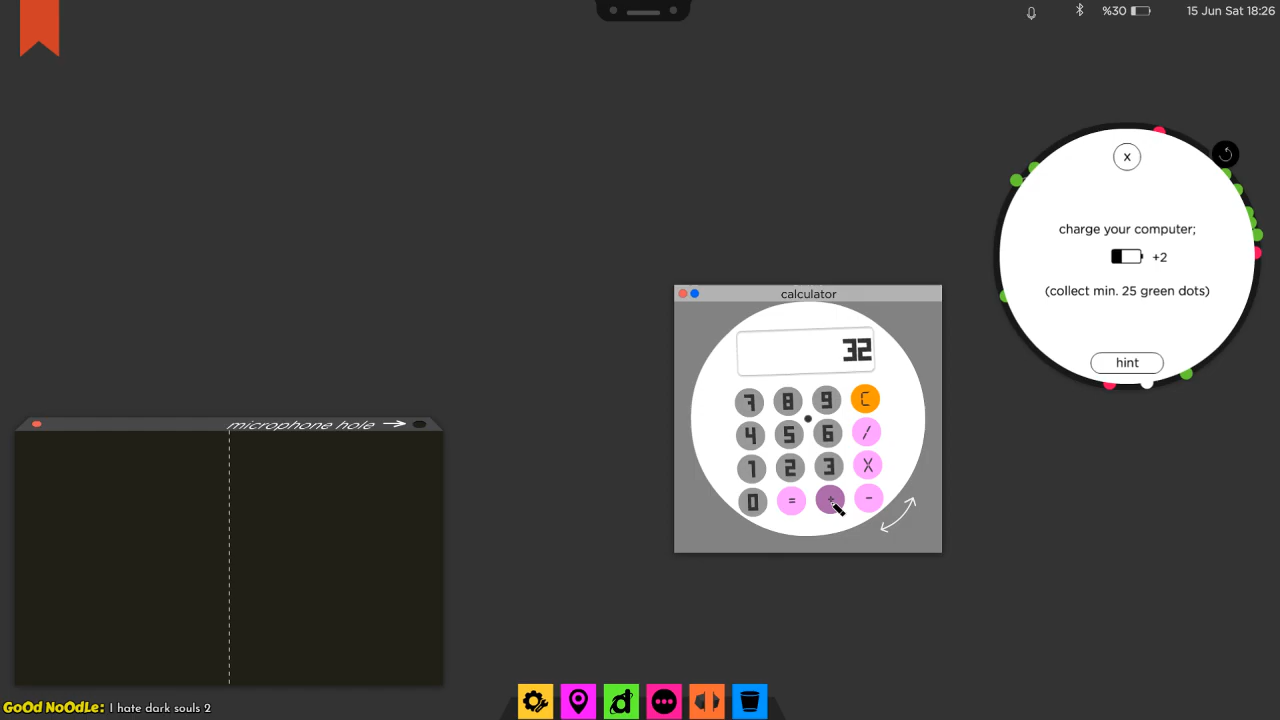 %30
15 Jun Sat 18:26
x
charge your computer;
+2
(collect min. 25 green dots)
hint
calculator
32
7 8 9 C
4 5 6 /
1 2 3 X
0 = + -
microphone hole
GoOd NoOdLe: I hate dark souls 2